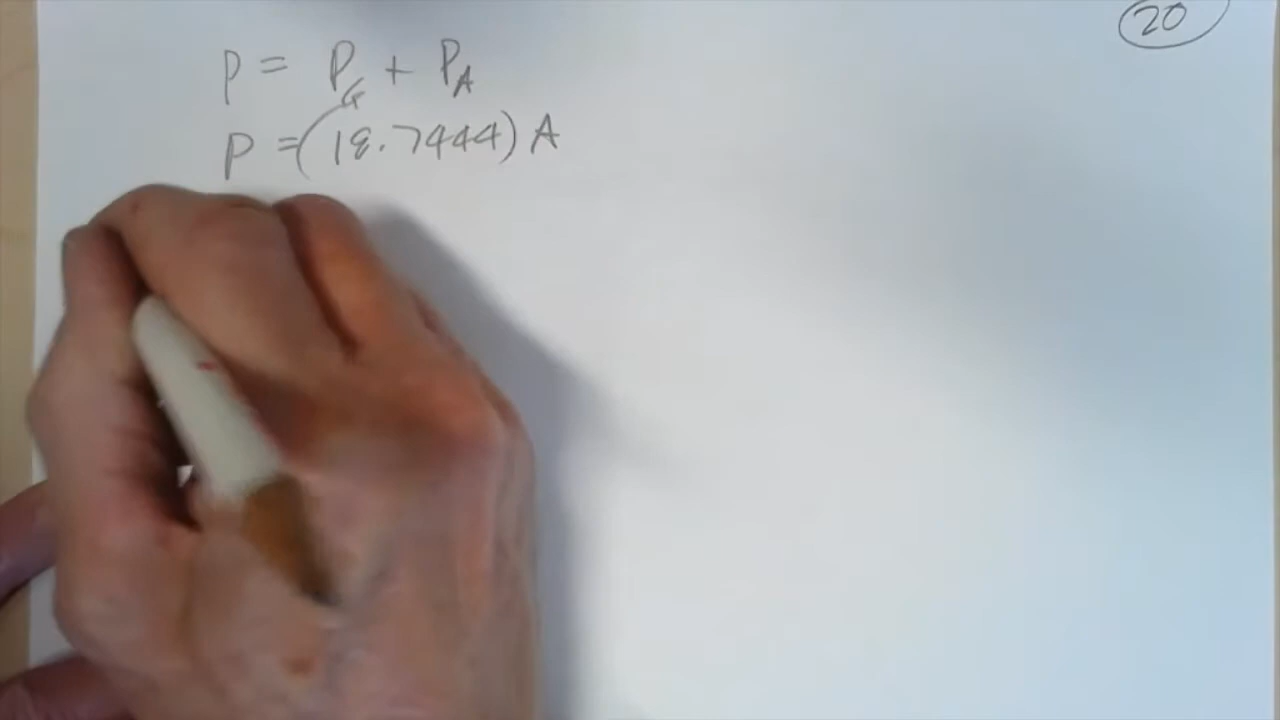 20
P = P_G + P_A
P = (18.7444) A